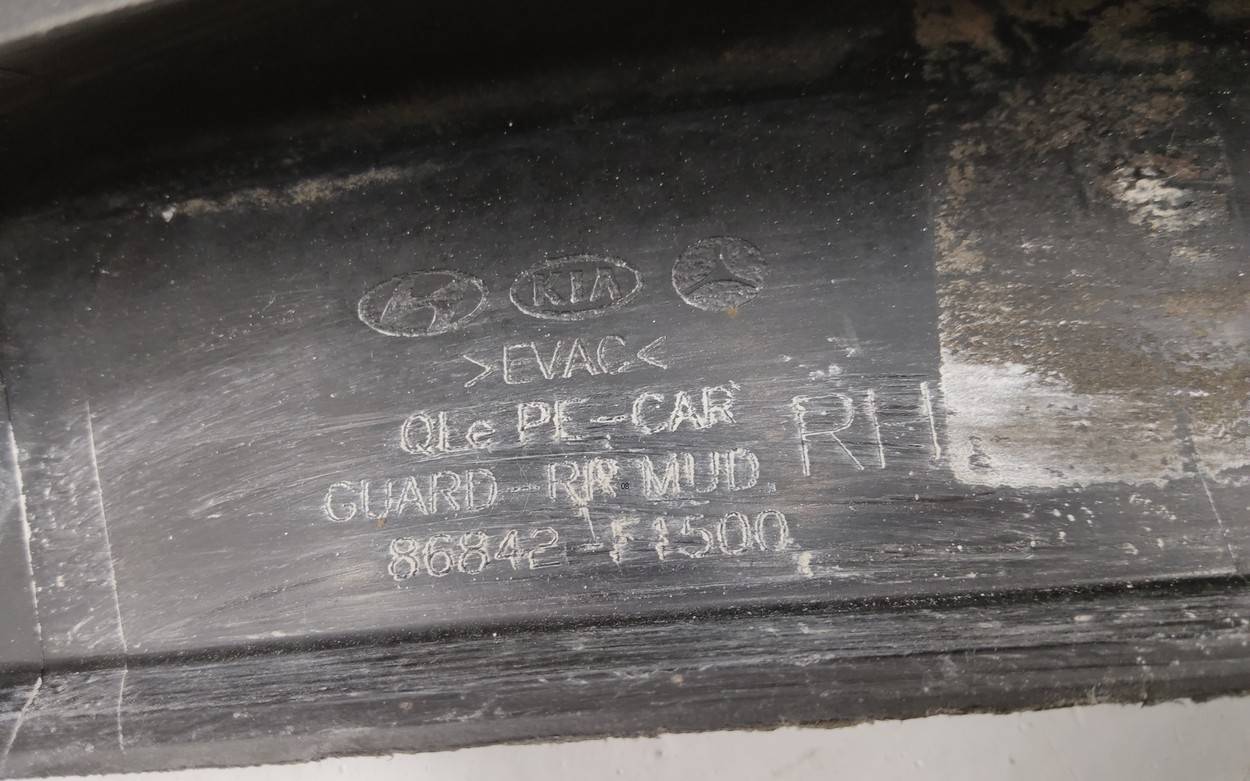 KIA
>EVAC<
QLe PE-CAR
RH
GUARD-RR MUD
86842-F1500